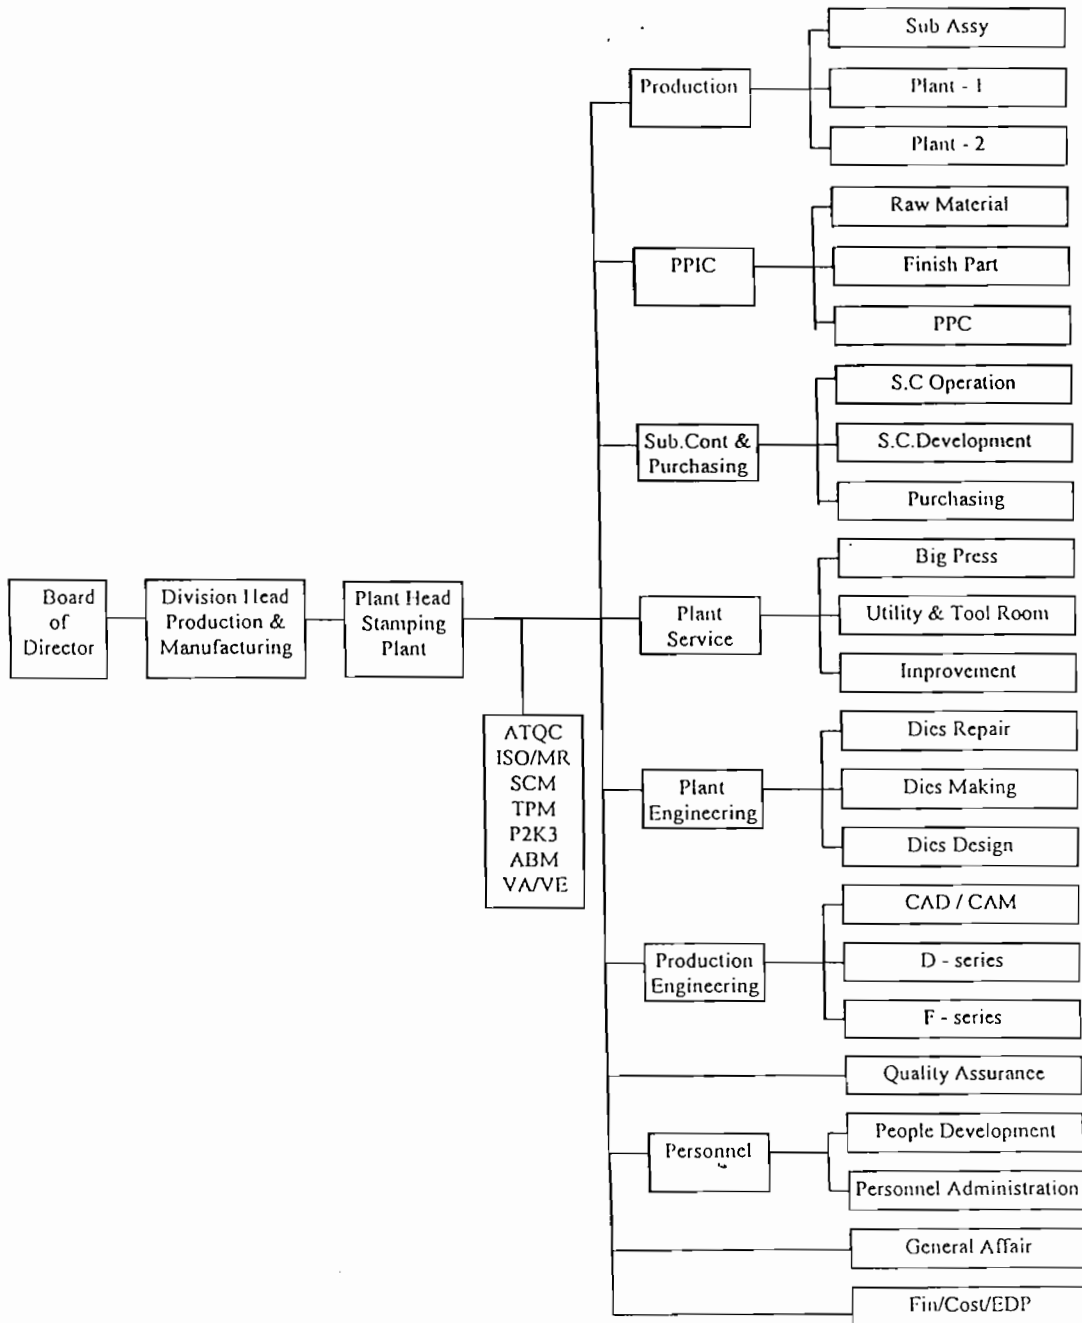 Board
of
Director
Division Head
Production &
Manufacturing
Plant Head
Stamping
Plant
ATQC
ISO/MR
SCM
TPM
P2K3
ABM
VA/VE
Production
Sub Assy
Plant - 1
Plant - 2
PPIC
Raw Material
Finish Part
PPC
Sub.Cont &
Purchasing
S.C Operation
S.C.Development
Purchasing
Plant
Service
Big Press
Utility & Tool Room
Improvement
Plant
Engineering
Dies Repair
Dies Making
Dies Design
Production
Engineering
CAD / CAM
D - series
F - series
Quality Assurance
Personnel
People Development
Personnel Administration
General Affair
Fin/Cost/EDP